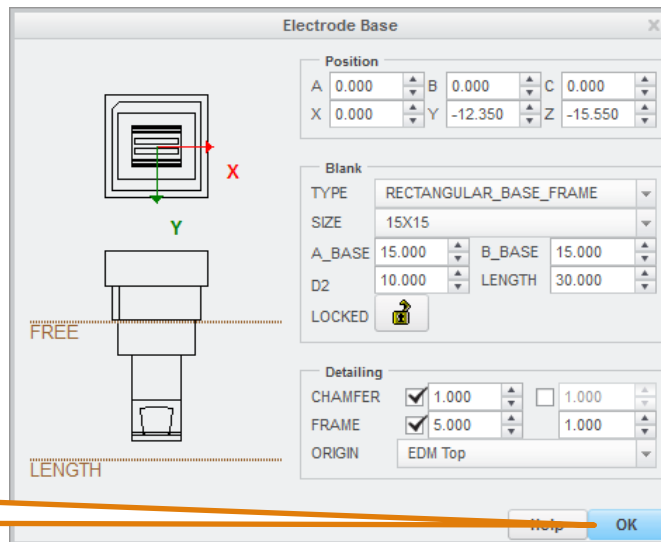 Electrode Base
Position
A 0.000 B 0.000 C 0.000
X 0.000 Y -12.350 Z -15.550
X
Y
Blank
TYPE RECTANGULAR_BASE_FRAME
SIZE 15X15
A_BASE 15.000 B_BASE 15.000
D2 10.000 LENGTH 30.000
LOCKED
FREE
Detailing
CHAMFER 1.000 1.000
FRAME 5.000 1.000
ORIGIN EDM Top
LENGTH
Help OK